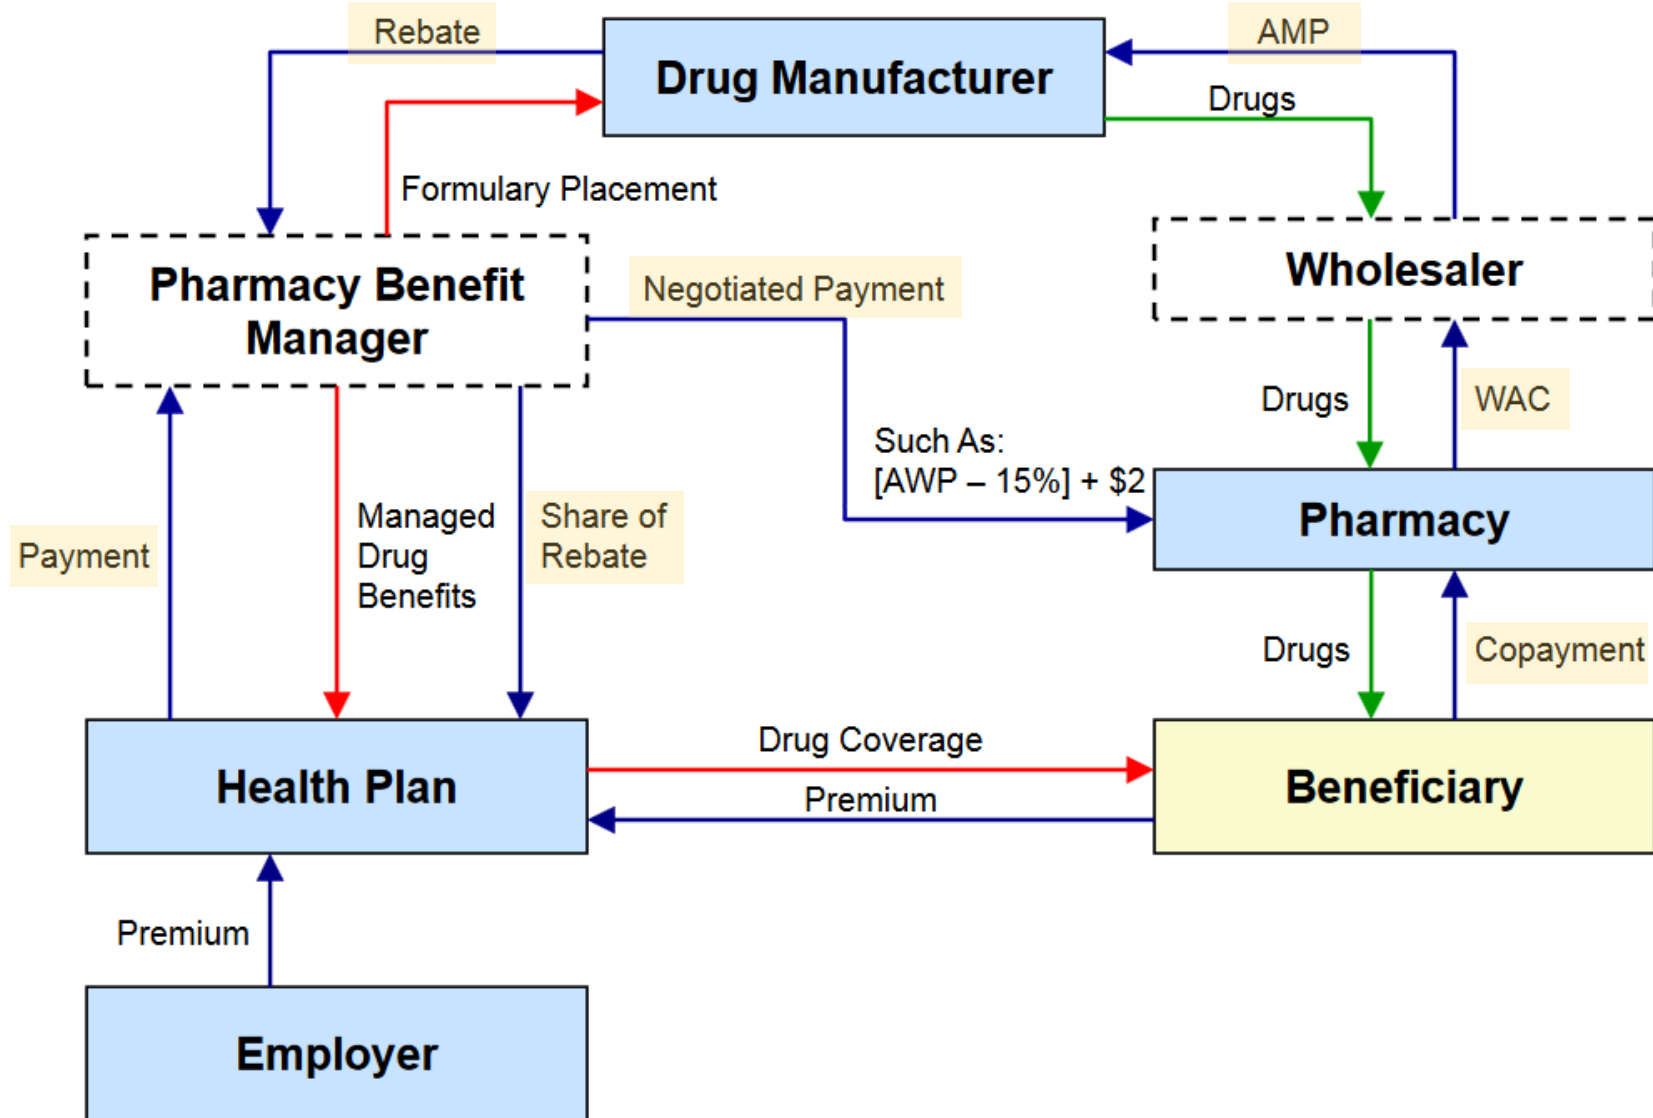 Rebate
AMP
Drug Manufacturer
Drugs
Formulary Placement
Pharmacy Benefit
Manager
Negotiated Payment
Wholesaler
Drugs
WAC
Such As:
[AWP – 15%] + $2
Pharmacy
Payment
Managed
Drug
Benefits
Share of
Rebate
Drugs
Copayment
Health Plan
Drug Coverage
Premium
Beneficiary
Premium
Employer